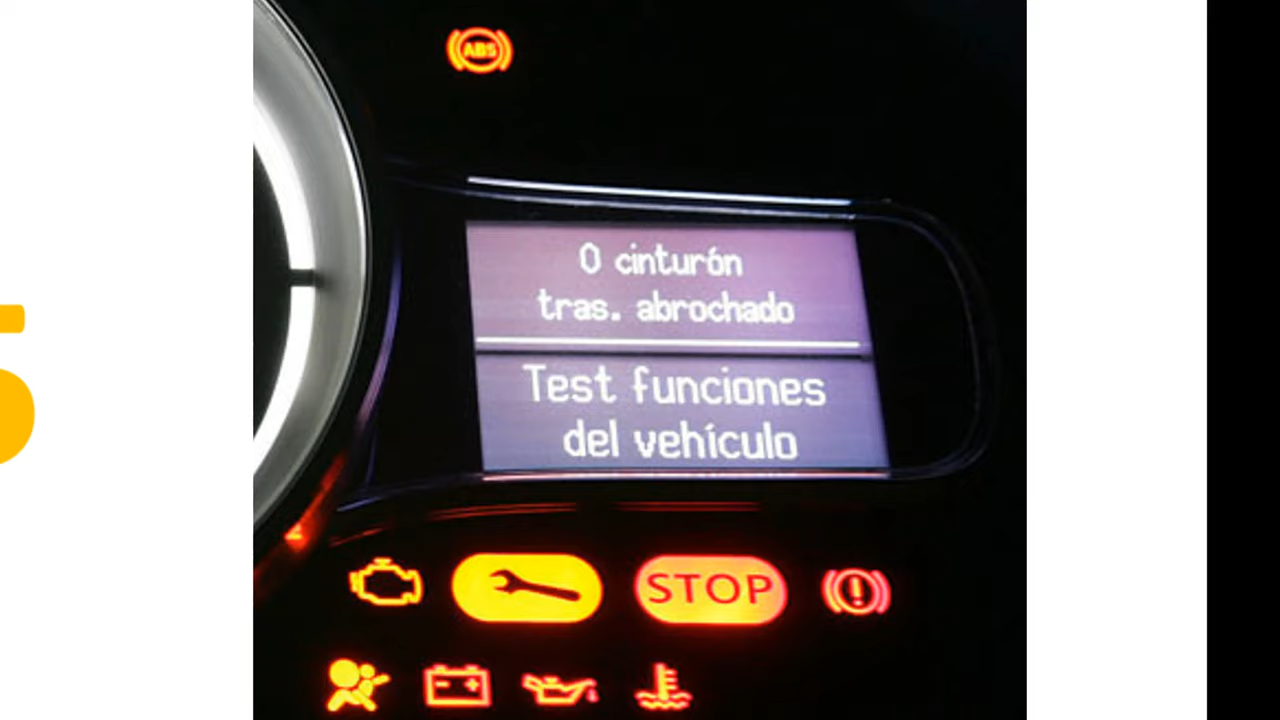 ABS
0 cinturón
tras. abrochado
Test funciones
del vehículo
STOP